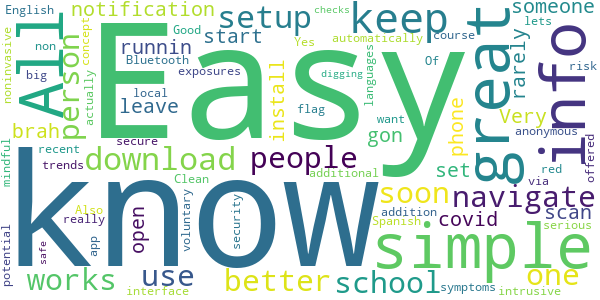 English
notification
setup
keep
great
someone
lets
All
Easy
info
noninvasive
non
concept
Good
checks
Yes
automatically
Of
course
person
runnin
start
rarely
Bluetooth
exposures
languages
risk
big
actually
install
local
digging
brah
leave
flag
want
Very
phone
anonymous
secure
mindful
recent
trends
download
people
gon
set
red
via
offered
additional
soon
navigate
know
Clean
simple
Also
really
open
voluntary
security
addition
Spanish
covid
scan
serious
potential
safe
app
works
use
better
school
symptoms
one
interface
intrusive